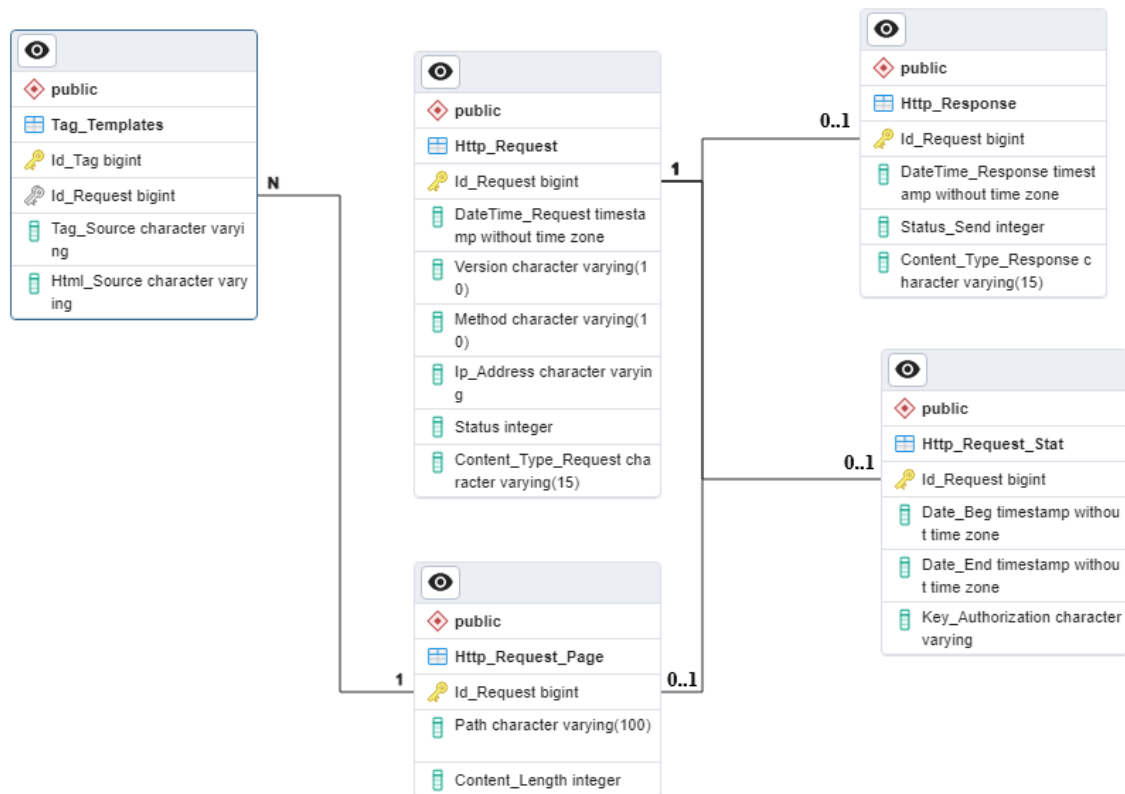 public
Tag_Templates
Id_Tag bigint
Id_Request bigint
Tag_Source character varyi
ng
Html_Source character vary
ing
N
public
Http_Request
Id_Request bigint
DateTime_Request timesta
mp without time zone
Version character varying(1
0)
Method character varying(1
0)
Ip_Address character varyin
g
Status integer
Content_Type_Request cha
racter varying(15)
1
public
Http_Response
0..1
Id_Request bigint
DateTime_Response timest
amp without time zone
Status_Send integer
Content_Type_Response c
haracter varying(15)
public
Http_Request_Stat
0..1
Id_Request bigint
Date_Beg timestamp withou
t time zone
Date_End timestamp withou
t time zone
Key_Authorization character
varying
public
Http_Request_Page
1
Id_Request bigint
0..1
Path character varying(100)
Content_Length integer